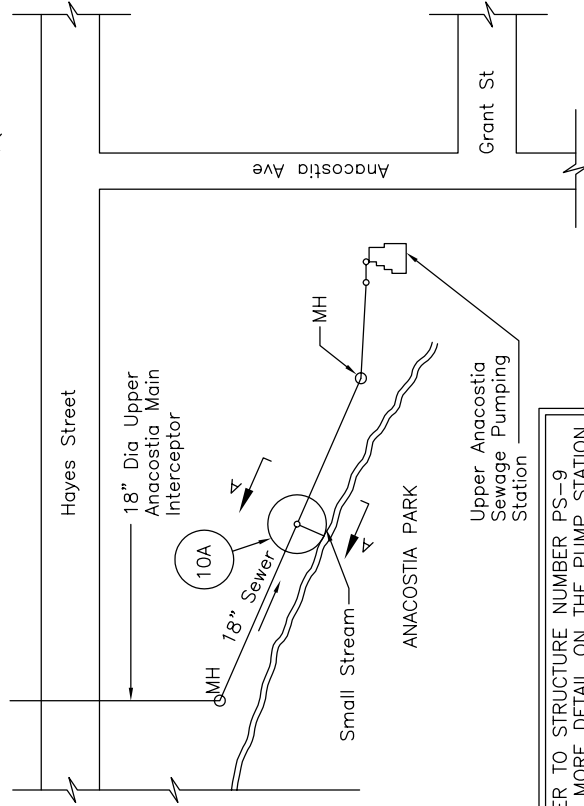 Hayes Street
18" Dia Upper
Anacostia Main
Interceptor
Anacostia Ave
Grant St
MH
10A
A
18" Sewer
MH
A
Small Stream
ANACOSTIA PARK
Upper Anacostia
Sewage Pumping
Station
TO STRUCTURE NUMBER PS-9
MORE DETAIL ON THE PUMP STATION